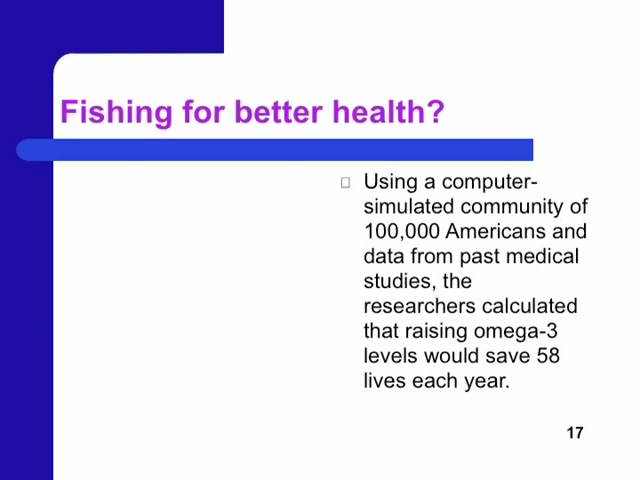 Fishing for better health?
Using a computer-
simulated community of
100,000 Americans and
data from past medical
studies, the
researchers calculated
that raising omega-3
levels would save 58
lives each year.
17